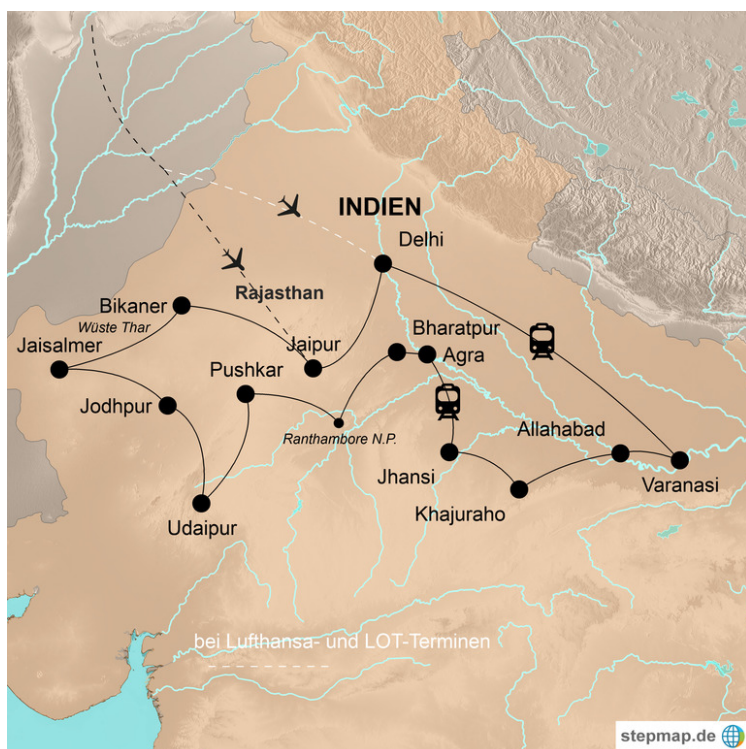 INDIEN
Delhi
Rajasthan
Bikaner
Wüste Thar
Jaisalmer
Jaipur
Bharatpur
Agra
Pushkar
Jodhpur
Ranthambore N.P.
Allahabad
Jhansi
Varanasi
Khajuraho
Udaipur
bei Lufthansa- und LOT-Terminen
stepmap.de